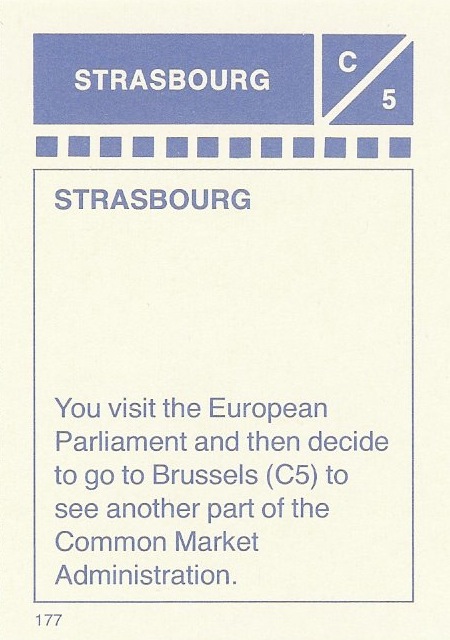 STRASBOURG
C
5
STRASBOURG
You visit the European
Parliament and then decide
to go to Brussels (C5) to
see another part of the
Common Market
Administration.
177